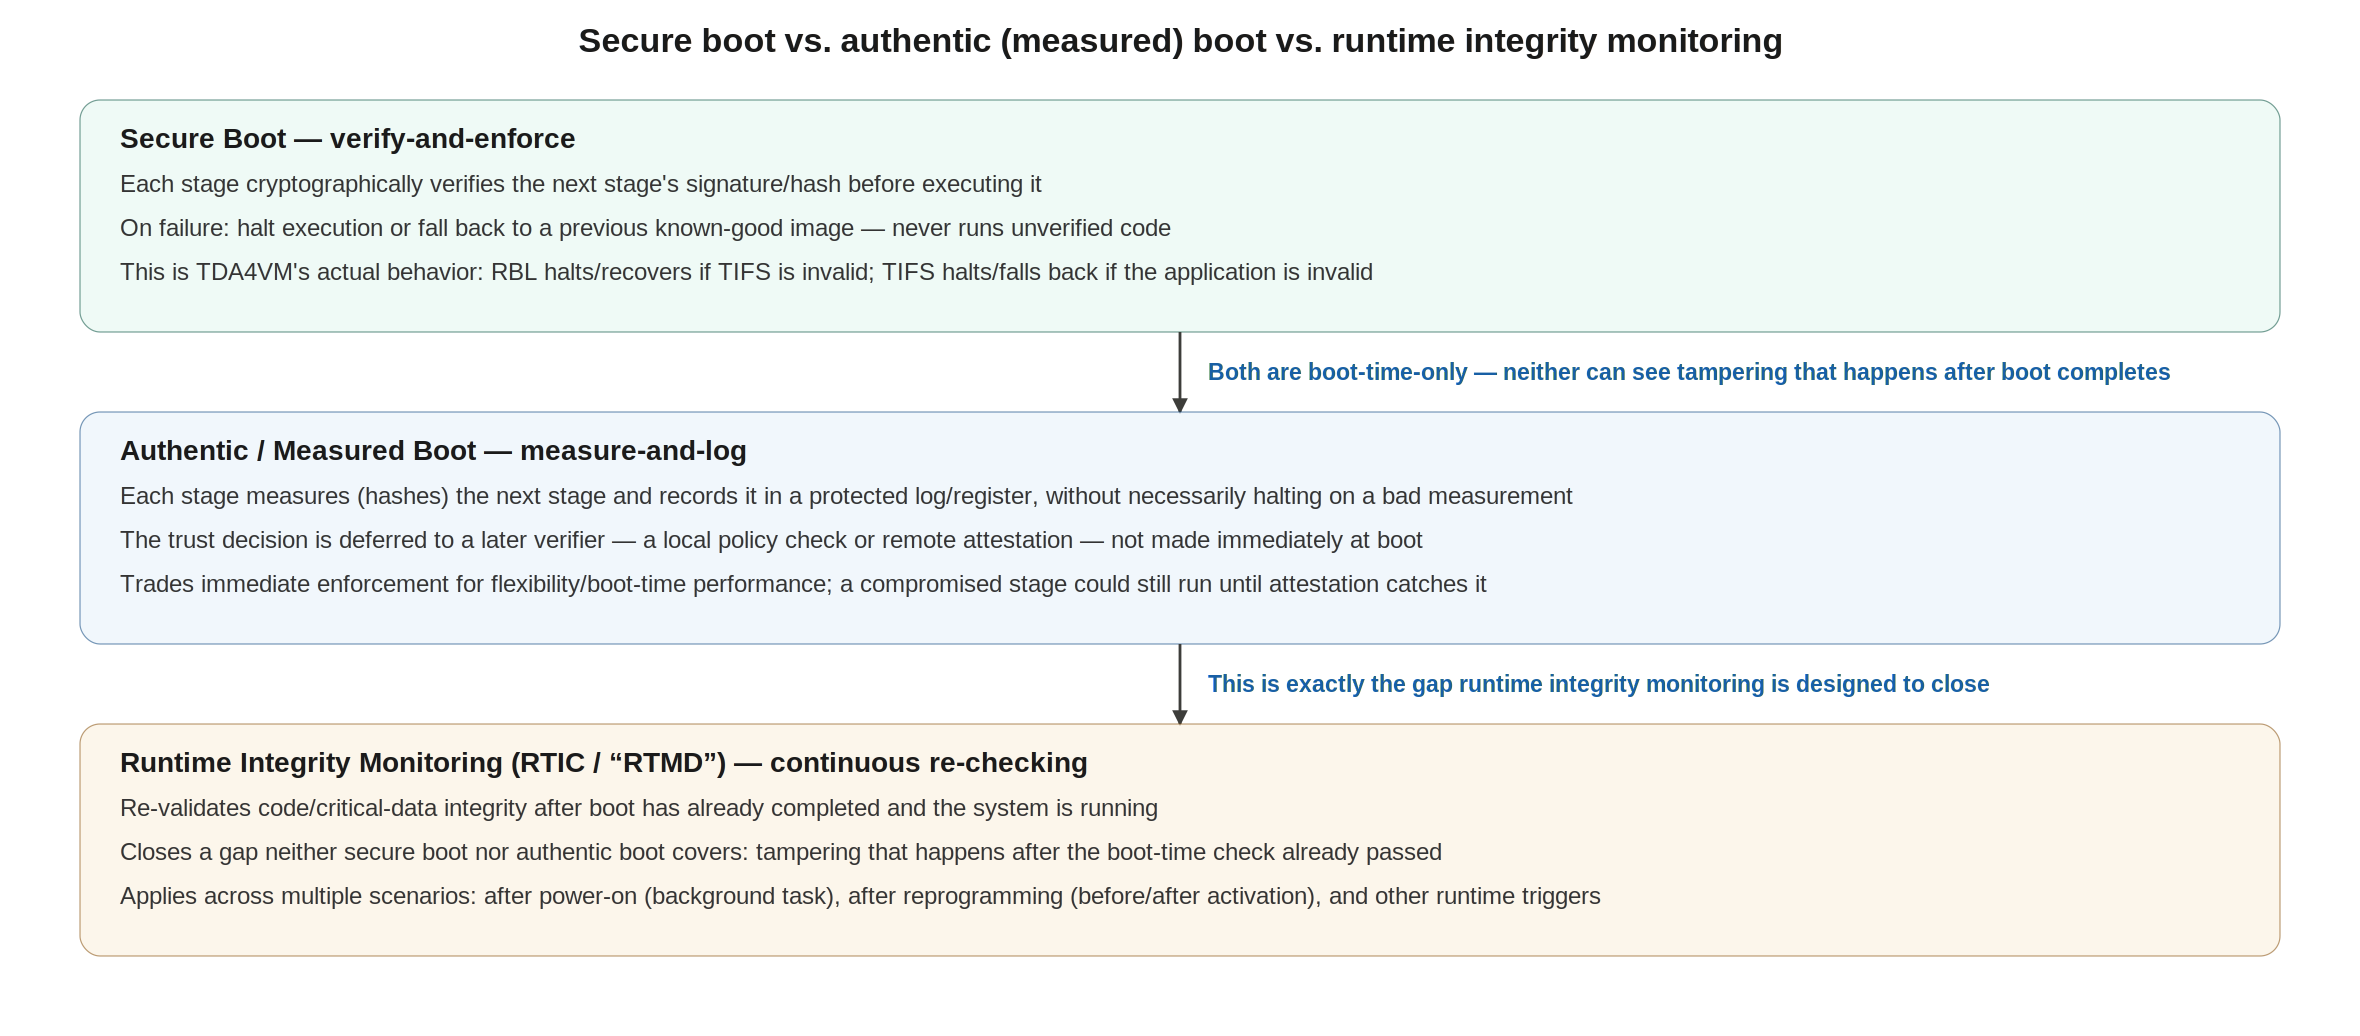 Secure boot vs. authentic (measured) boot vs. runtime integrity monitoring
Secure Boot — verify-and-enforce
Each stage cryptographically verifies the next stage's signature/hash before executing it
On failure: halt execution or fall back to a previous known-good image — never runs unverified code
This is TDA4VM's actual behavior: RBL halts/recovers if TIFS is invalid; TIFS halts/falls back if the application is invalid
Both are boot-time-only — neither can see tampering that happens after boot completes
Authentic / Measured Boot — measure-and-log
Each stage measures (hashes) the next stage and records it in a protected log/register, without necessarily halting on a bad measurement
The trust decision is deferred to a later verifier — a local policy check or remote attestation — not made immediately at boot
Trades immediate enforcement for flexibility/boot-time performance; a compromised stage could still run until attestation catches it
This is exactly the gap runtime integrity monitoring is designed to close
Runtime Integrity Monitoring (RTIC / “RTMD”) — continuous re-checking
Re-validates code/critical-data integrity after boot has already completed and the system is running
Closes a gap neither secure boot nor authentic boot covers: tampering that happens after the boot-time check already passed
Applies across multiple scenarios: after power-on (background task), after reprogramming (before/after activation), and other runtime triggers